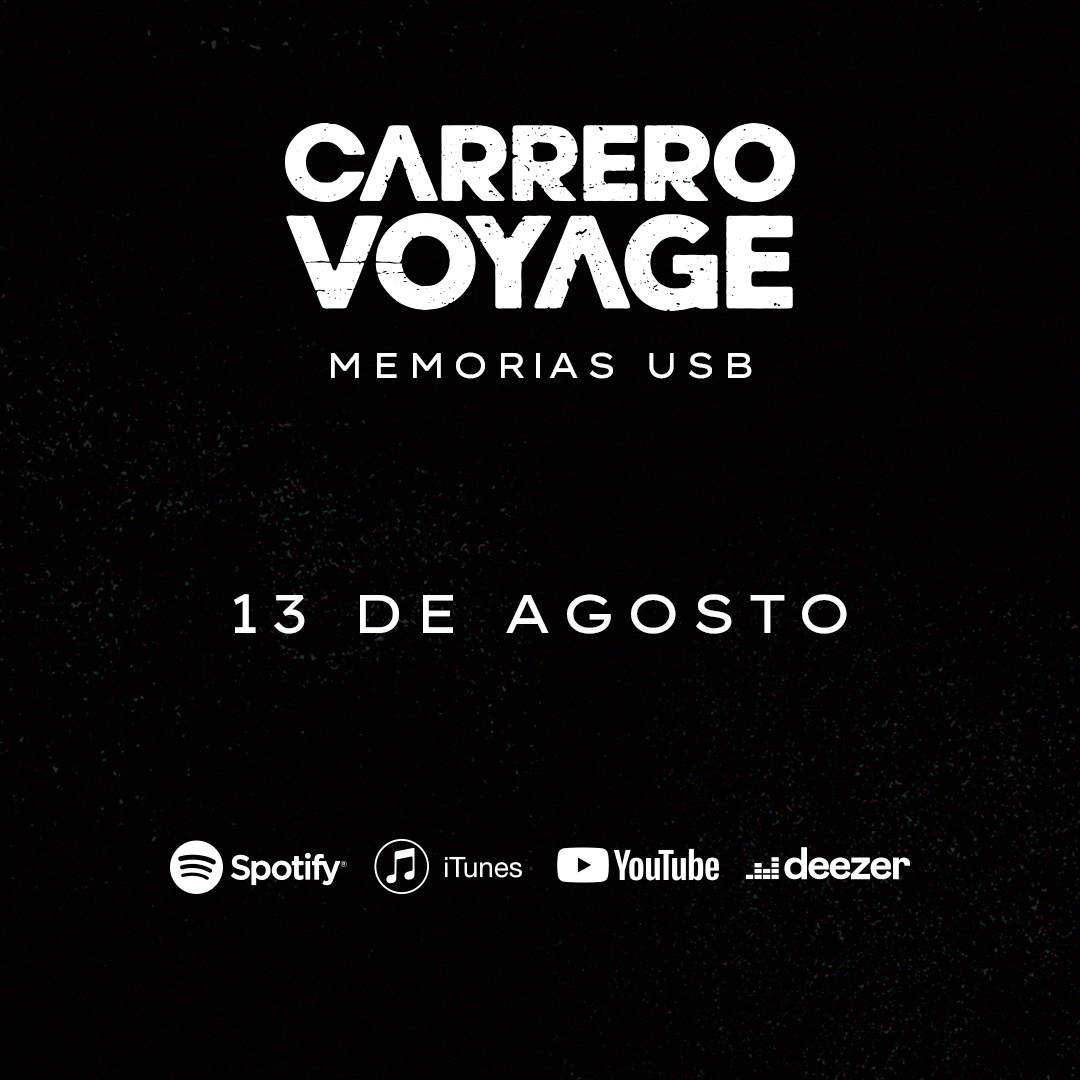 CARRERO
VOYAGE
MEMORIAS USB
13 DE AGOSTO
Spotify® iTunes YouTube deezer